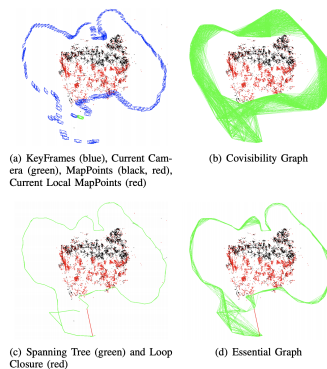 (a) KeyFrames (blue), Current Cam-
era (green), MapPoints (black, red),
Current Local MapPoints (red)
(b) Covisibility Graph
(c) Spanning Tree (green) and Loop
Closure (red)
(d) Essential Graph